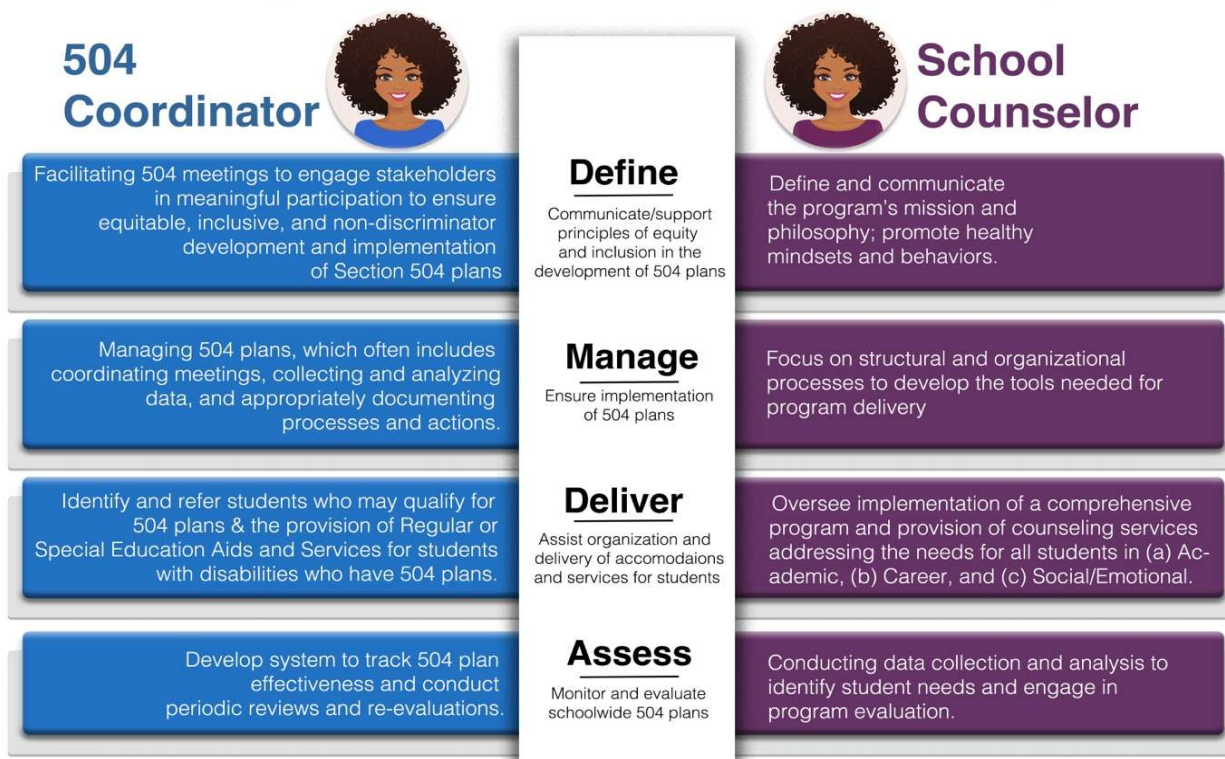 504
Coordinator
School
Counselor
Facilitating 504 meetings to engage stakeholders
in meaningful participation to ensure
equitable, inclusive, and non-discriminator
development and implementation
of Section 504 plans
Define
Communicate/support
principles of equity
and inclusion in the
development of 504 plans
Define and communicate
the program's mission and
philosophy; promote healthy
mindsets and behaviors.
Managing 504 plans, which often includes
coordinating meetings, collecting and analyzing
data, and appropriately documenting
processes and actions.
Manage
Ensure implementation
of 504 plans
Focus on structural and organizational
processes to develop the tools needed for
program delivery
Identify and refer students who may qualify for
504 plans & the provision of Regular or
Special Education Aids and Services for students
with disabilities who have 504 plans.
Deliver
Assist organization and
delivery of accomodaions
and services for students
Oversee implementation of a comprehensive
program and provision of counseling services
addressing the needs for all students in (a) Ac-
ademic, (b) Career, and (c) Social/Emotional.
Develop system to track 504 plan
effectiveness and conduct
periodic reviews and re-evaluations.
Assess
Monitor and evaluate
schoolwide 504 plans
Conducting data collection and analysis to
identify student needs and engage in
program evaluation.